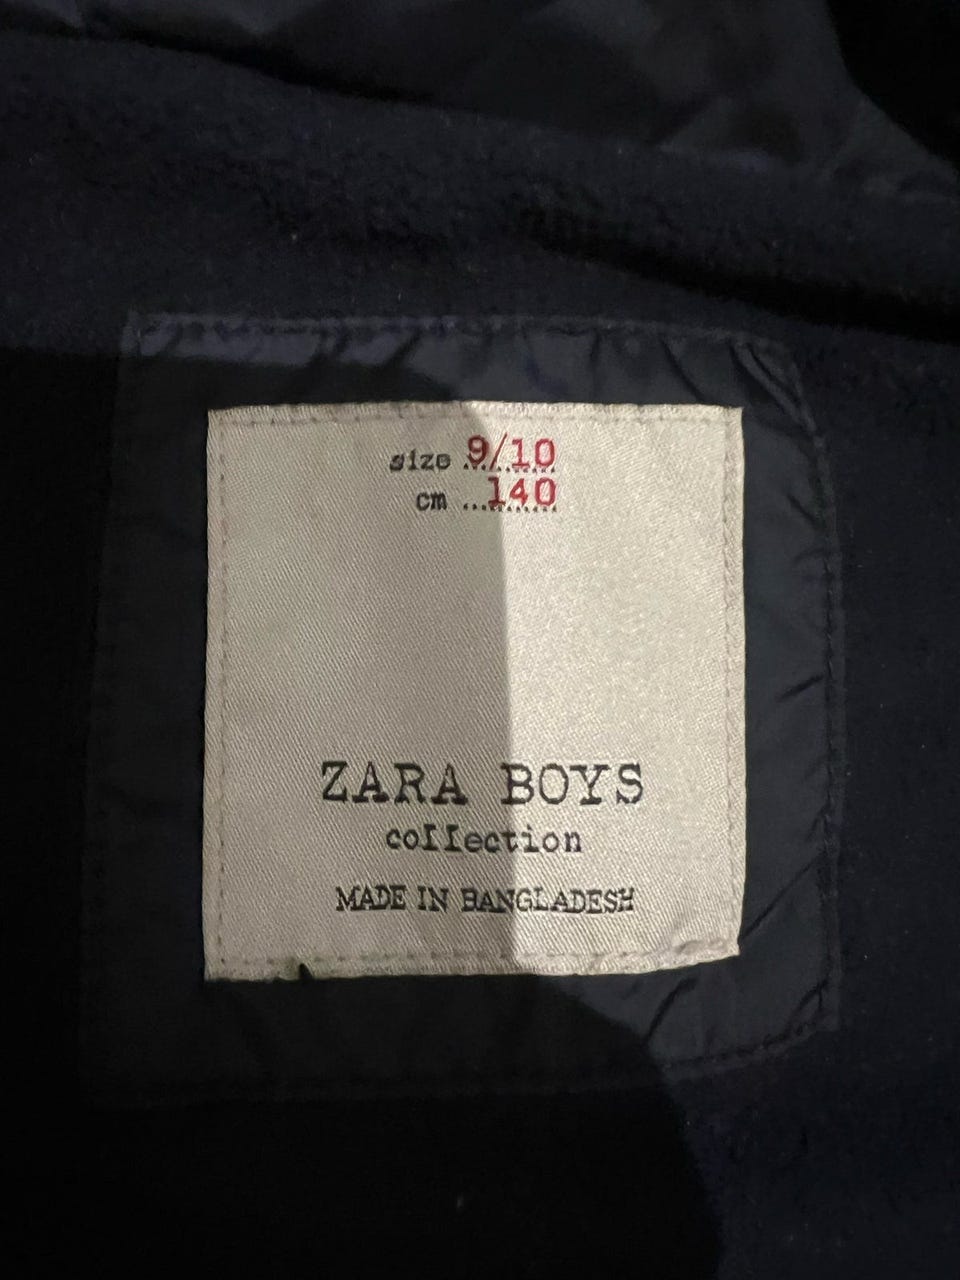 size 9/10
cm 140
ZARA BOYS
collection
MADE IN BANGLADESH